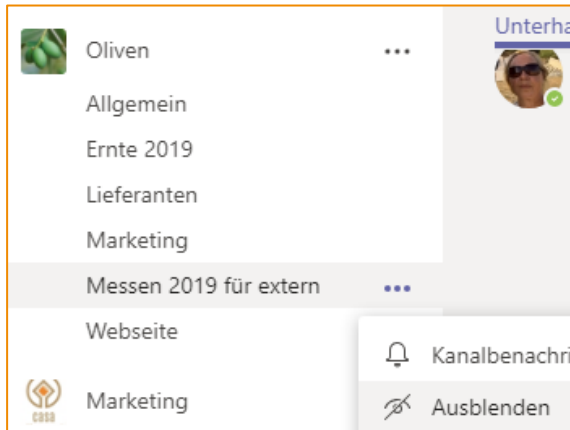 Unterha
Oliven
Allgemein
Ernte 2019
Lieferanten
Marketing
Messen 2019 für extern
Webseite
Kanalbenachri
Marketing
casa
Ausblenden